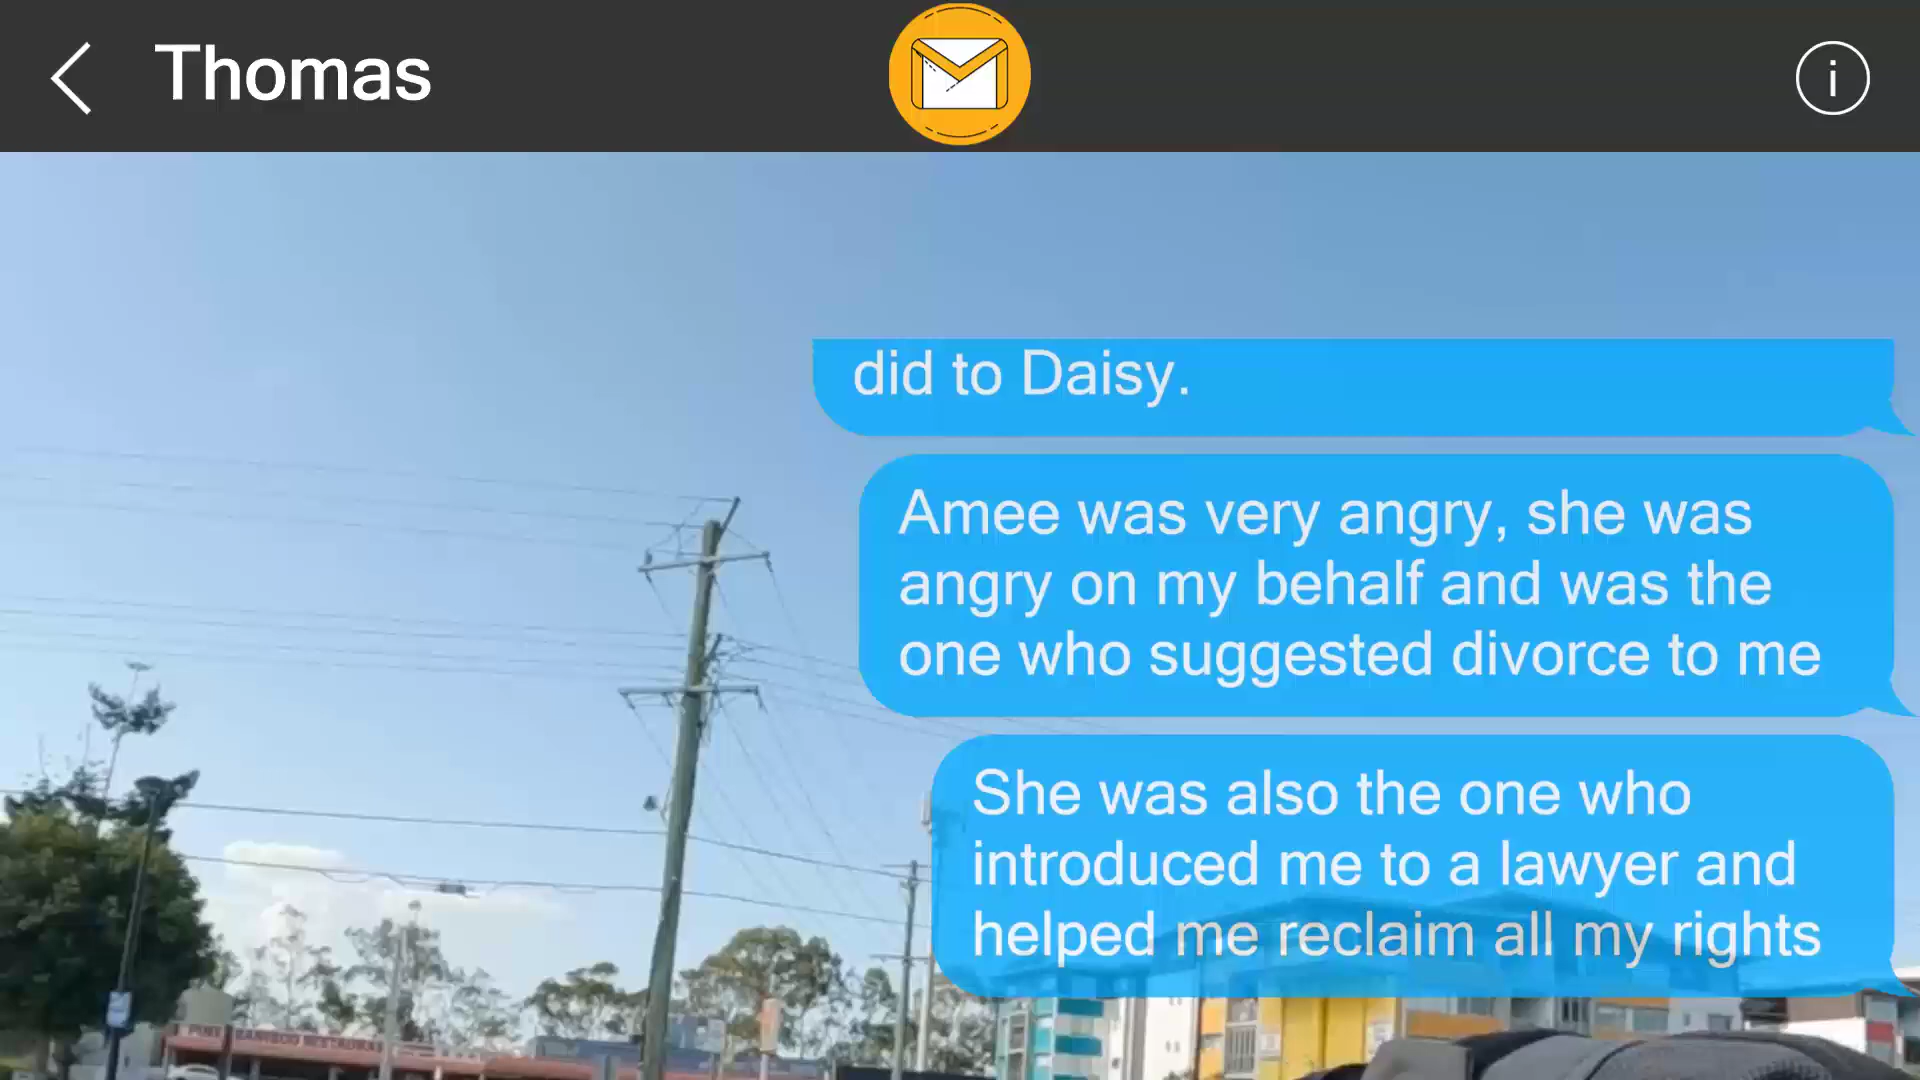 Thomas
did to Daisy.
Amee was very angry, she was
angry on my behalf and was the
one who suggested divorce to me
She was also the one who
introduced me to a lawyer and
helped me reclaim all my rights
BAMBOO RESTAURA